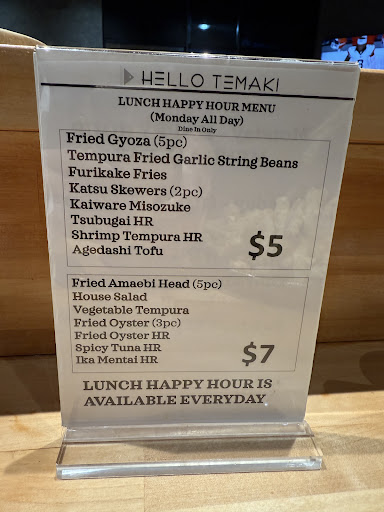 HELLO TEMAKI
LUNCH HAPPY HOUR MENU
(Monday All Day)
Dine In Only
Fried Gyoza (5pc)
Tempura Fried Garlic String Beans
Furikake Fries
Katsu Skewers (2pc)
Kaiware Misozuke
Tsubugai HR
Shrimp Tempura HR
Agedashi Tofu
$5
Fried Amaebi Head (5pc)
House Salad
Vegetable Tempura
Fried Oyster (3pc)
Fried Oyster HR
Spicy Tuna HR
Ika Mentai HR
$7
LUNCH HAPPY HOUR IS
AVAILABLE EVERYDAY